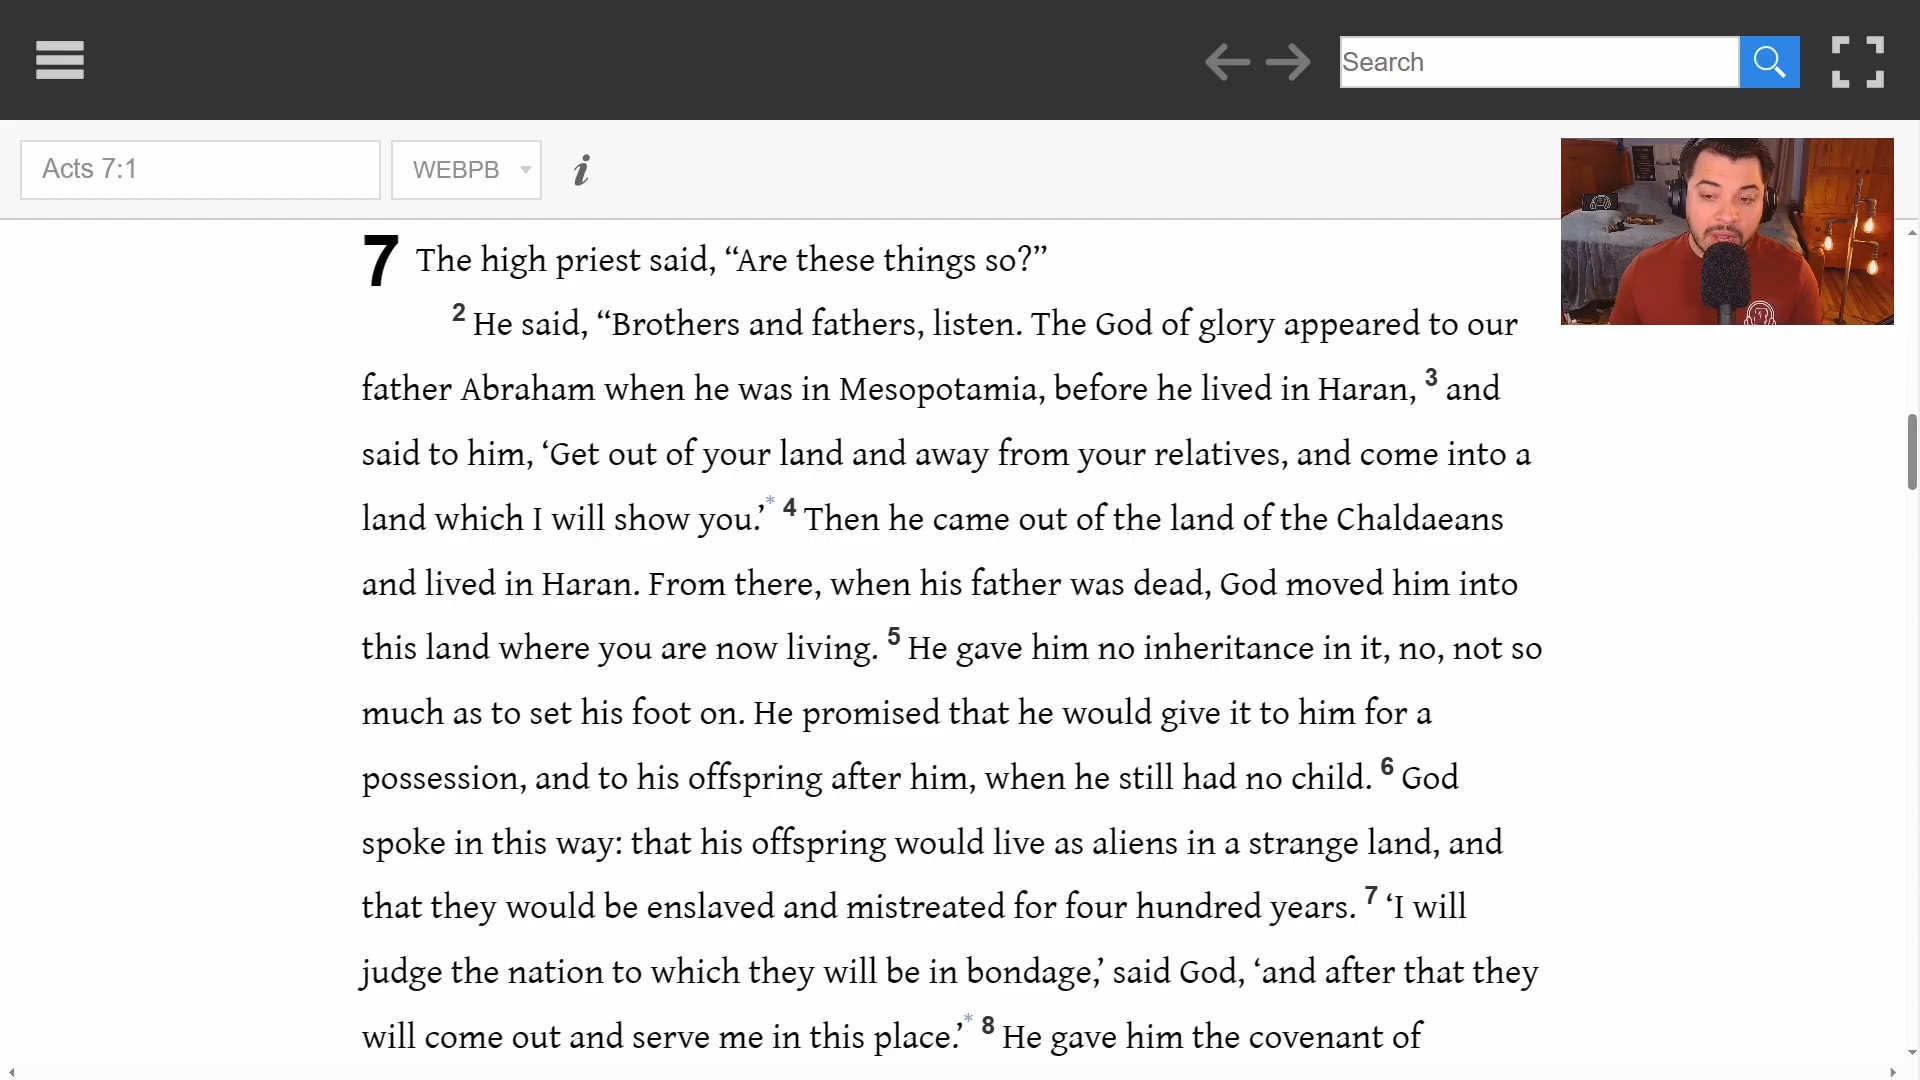 Search
Acts 7:1
WEBPB
i
7 The high priest said, “Are these things so?”
2 He said, “Brothers and fathers, listen. The God of glory appeared to our
father Abraham when he was in Mesopotamia, before he lived in Haran, 3 and
said to him, ‘Get out of your land and away from your relatives, and come into a
land which I will show you.’* 4 Then he came out of the land of the Chaldaeans
and lived in Haran. From there, when his father was dead, God moved him into
this land where you are now living. 5 He gave him no inheritance in it, no, not so
much as to set his foot on. He promised that he would give it to him for a
possession, and to his offspring after him, when he still had no child. 6 God
spoke in this way: that his offspring would live as aliens in a strange land, and
that they would be enslaved and mistreated for four hundred years. 7 ‘I will
judge the nation to which they will be in bondage,’ said God, ‘and after that they
will come out and serve me in this place.’* 8 He gave him the covenant of